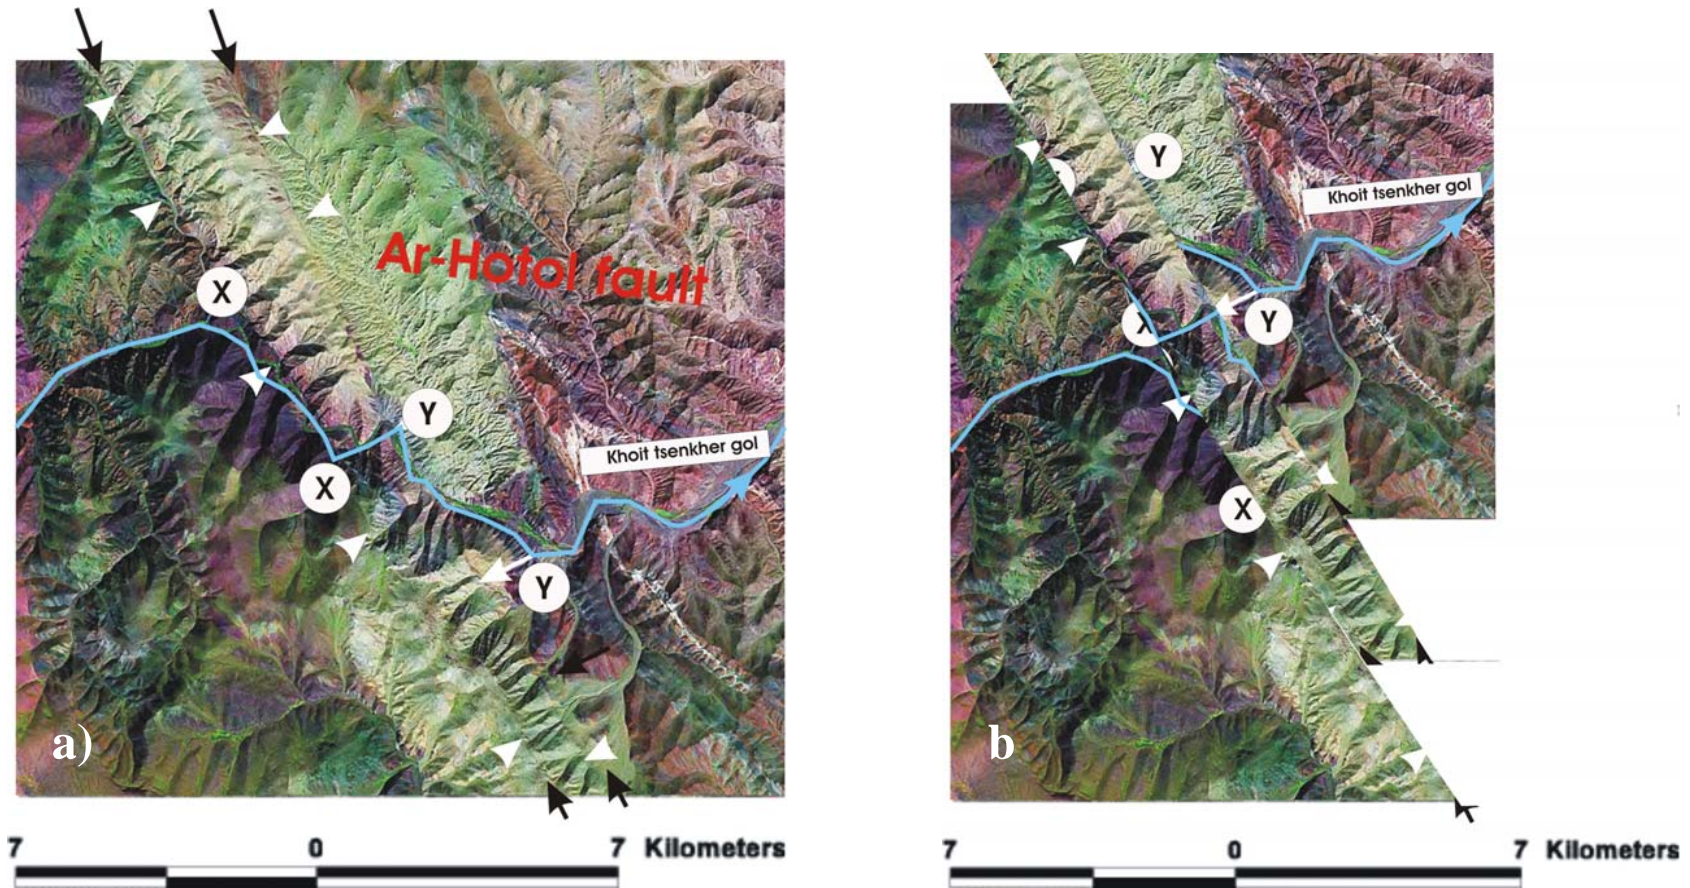 X
Ar-Hotol fault
Y
Khoit tsenkher gol
X
Y
a)
7 0 7 Kilometers
Y
Khoit tsenkher gol
X
Y
X
b
7 0 7 Kilometers